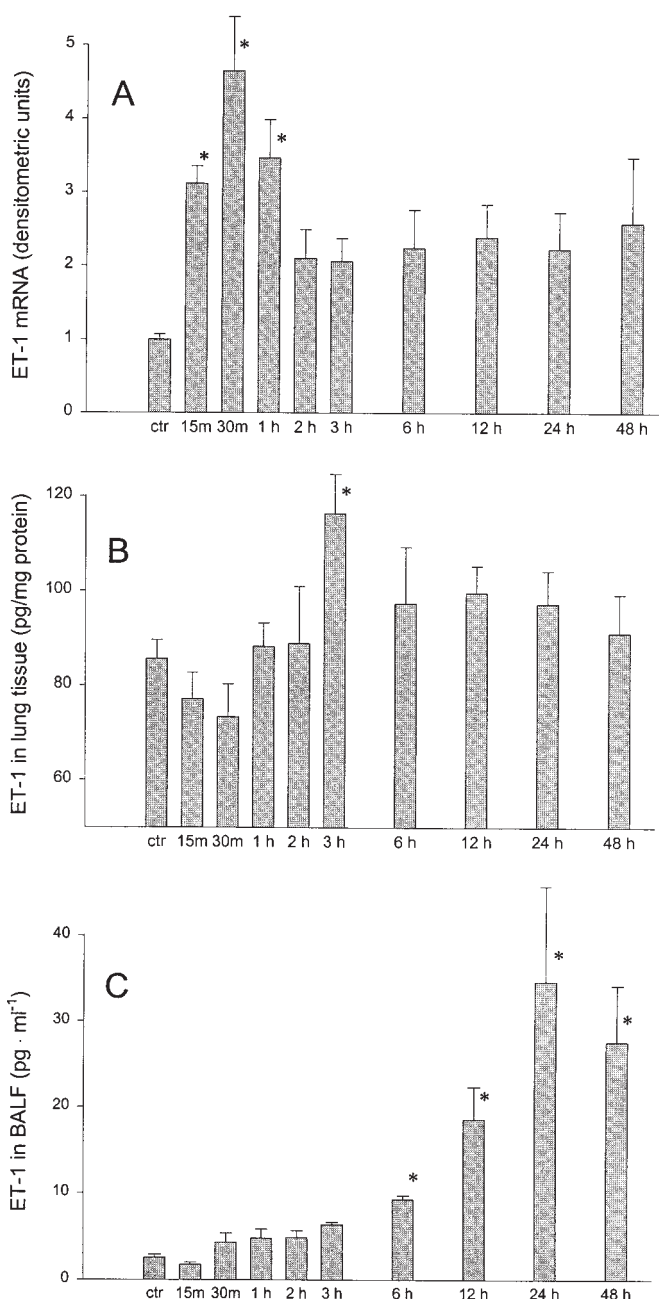 A
ET-1 mRNA (densitometric units)
5
4
3
2
1
0
*
*
*
ctr 15m 30m 1 h 2 h 3 h 6 h 12 h 24 h 48 h
B
ET-1 in lung tissue (pg/mg protein)
120
100
80
60
*
ctr 15m 30m 1 h 2 h 3 h 6 h 12 h 24 h 48 h
C
ET-1 in BALF (pg · ml⁻¹)
40
30
20
10
0
*
*
*
*
ctr 15m 30m 1 h 2 h 3 h 6 h 12 h 24 h 48 h